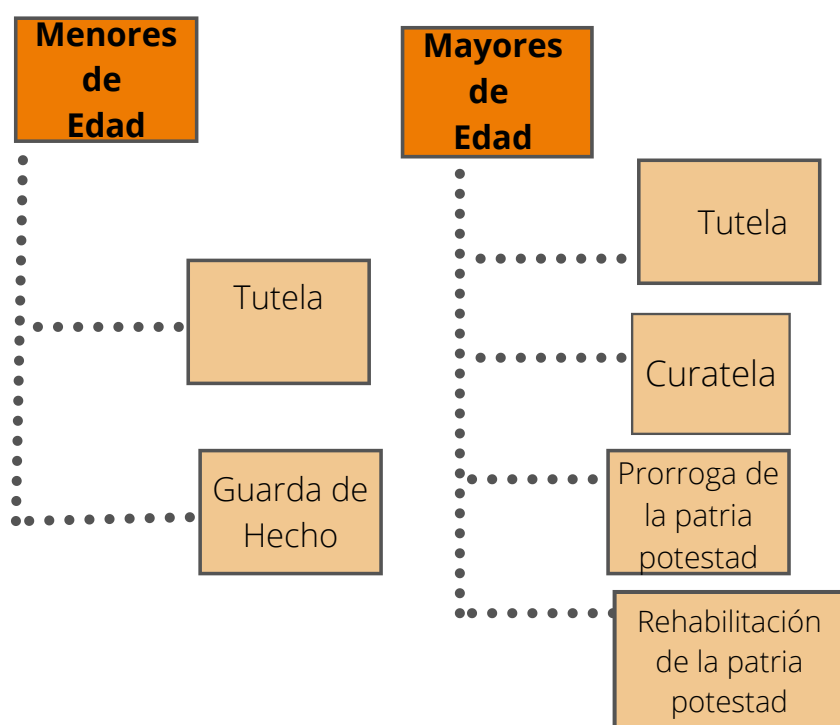 Menores
de
Edad
Tutela
Guarda de
Hecho
Mayores
de
Edad
Tutela
Curatela
Prorroga de
la patria
potestad
Rehabilitación
de la patria
potestad